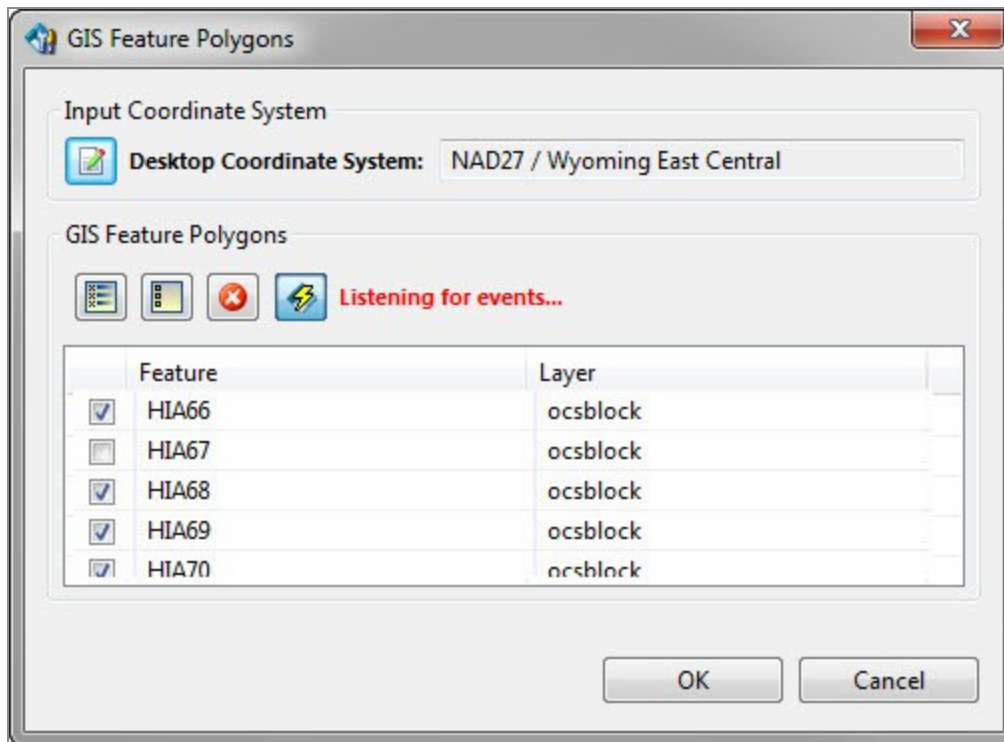 GIS Feature Polygons
Input Coordinate System
Desktop Coordinate System: NAD27 / Wyoming East Central
GIS Feature Polygons
Listening for events...
Feature Layer
HIA66 ocsblock
HIA67 ocsblock
HIA68 ocsblock
HIA69 ocsblock
HIA70 ocsblock
OK Cancel